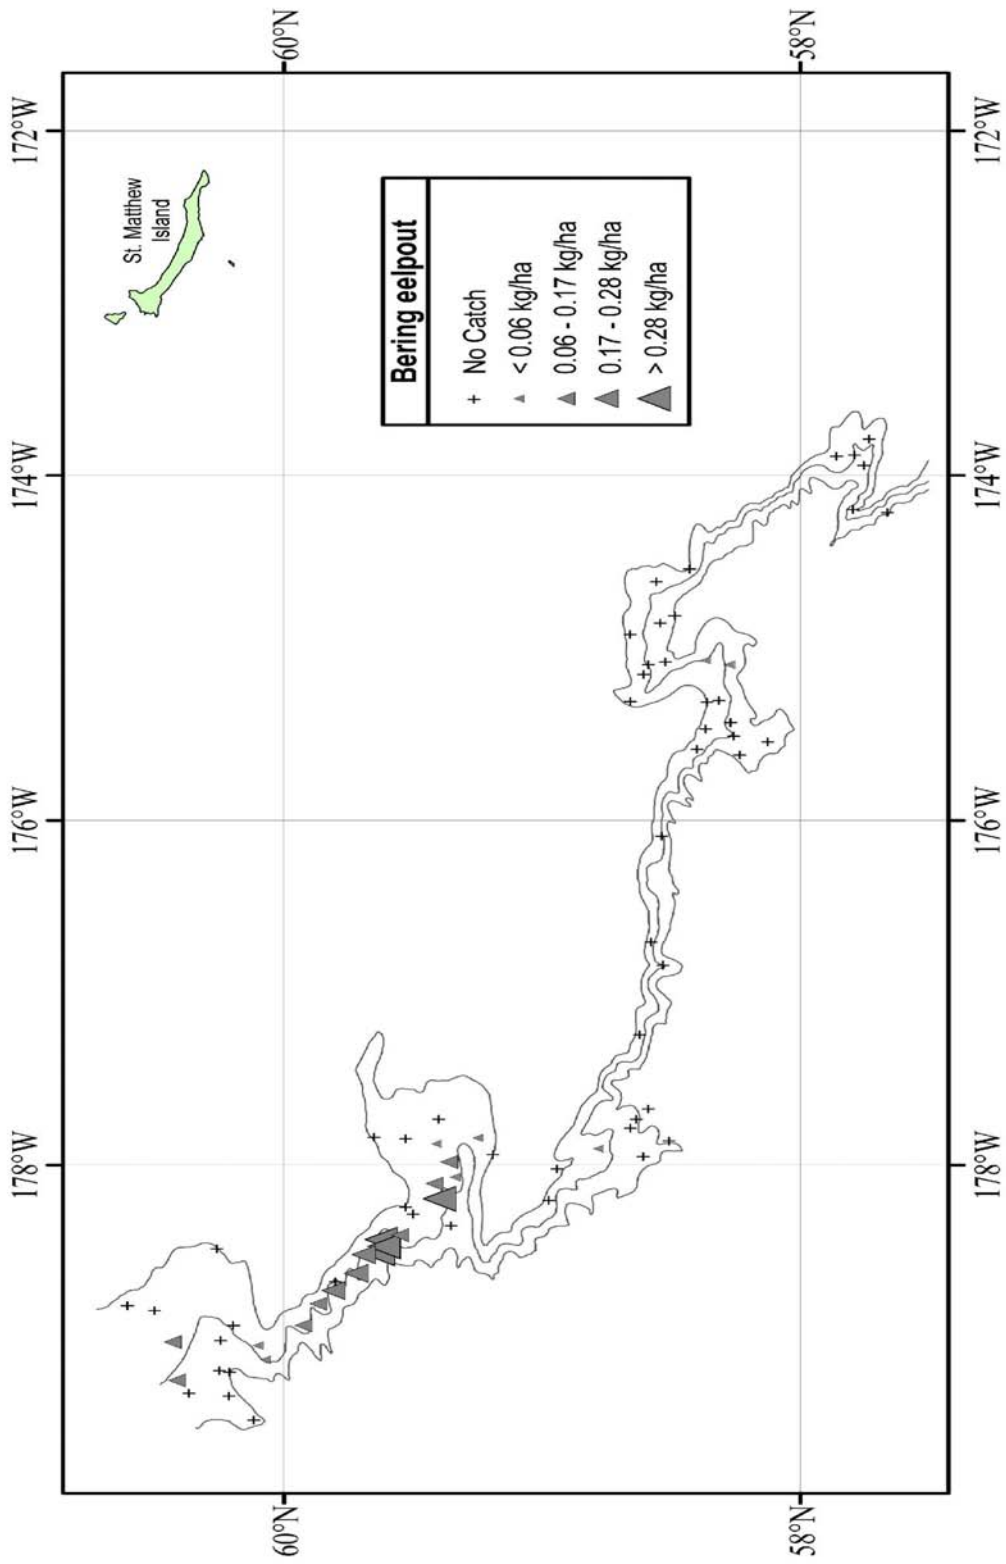 172°W
174°W
176°W
178°W
60°N
60°N
58°N
58°N
St. Matthew
Island
Bering eelpout
No Catch
< 0.06 kg/ha
0.06 - 0.17 kg/ha
0.17 - 0.28 kg/ha
> 0.28 kg/ha
172°W
174°W
176°W
178°W